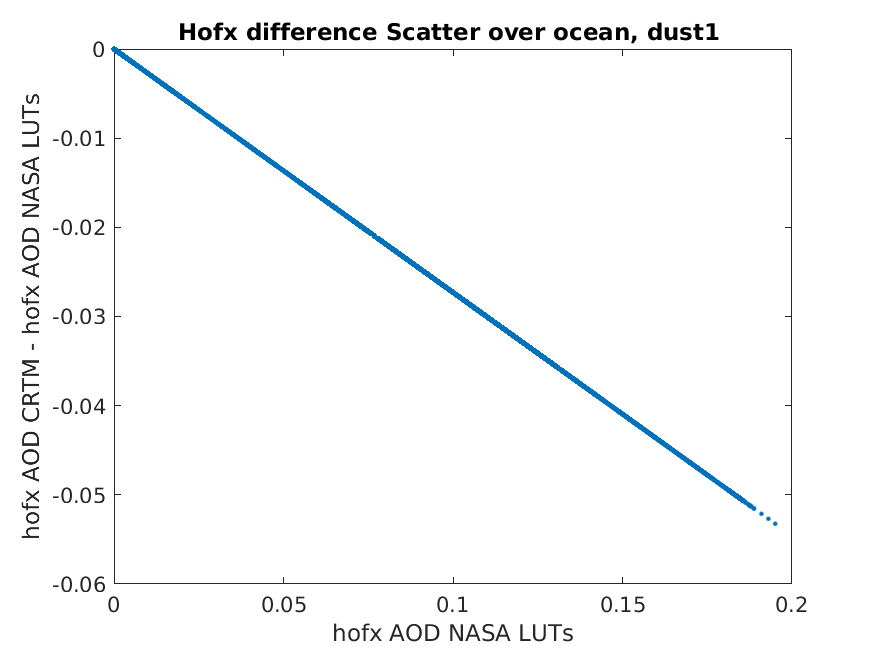 Hofx difference Scatter over ocean, dust1
hofx AOD CRTM - hofx AOD NASA LUTs
0
-0.01
-0.02
-0.03
-0.04
-0.05
-0.06
0 0.05 0.1 0.15 0.2
hofx AOD NASA LUTs